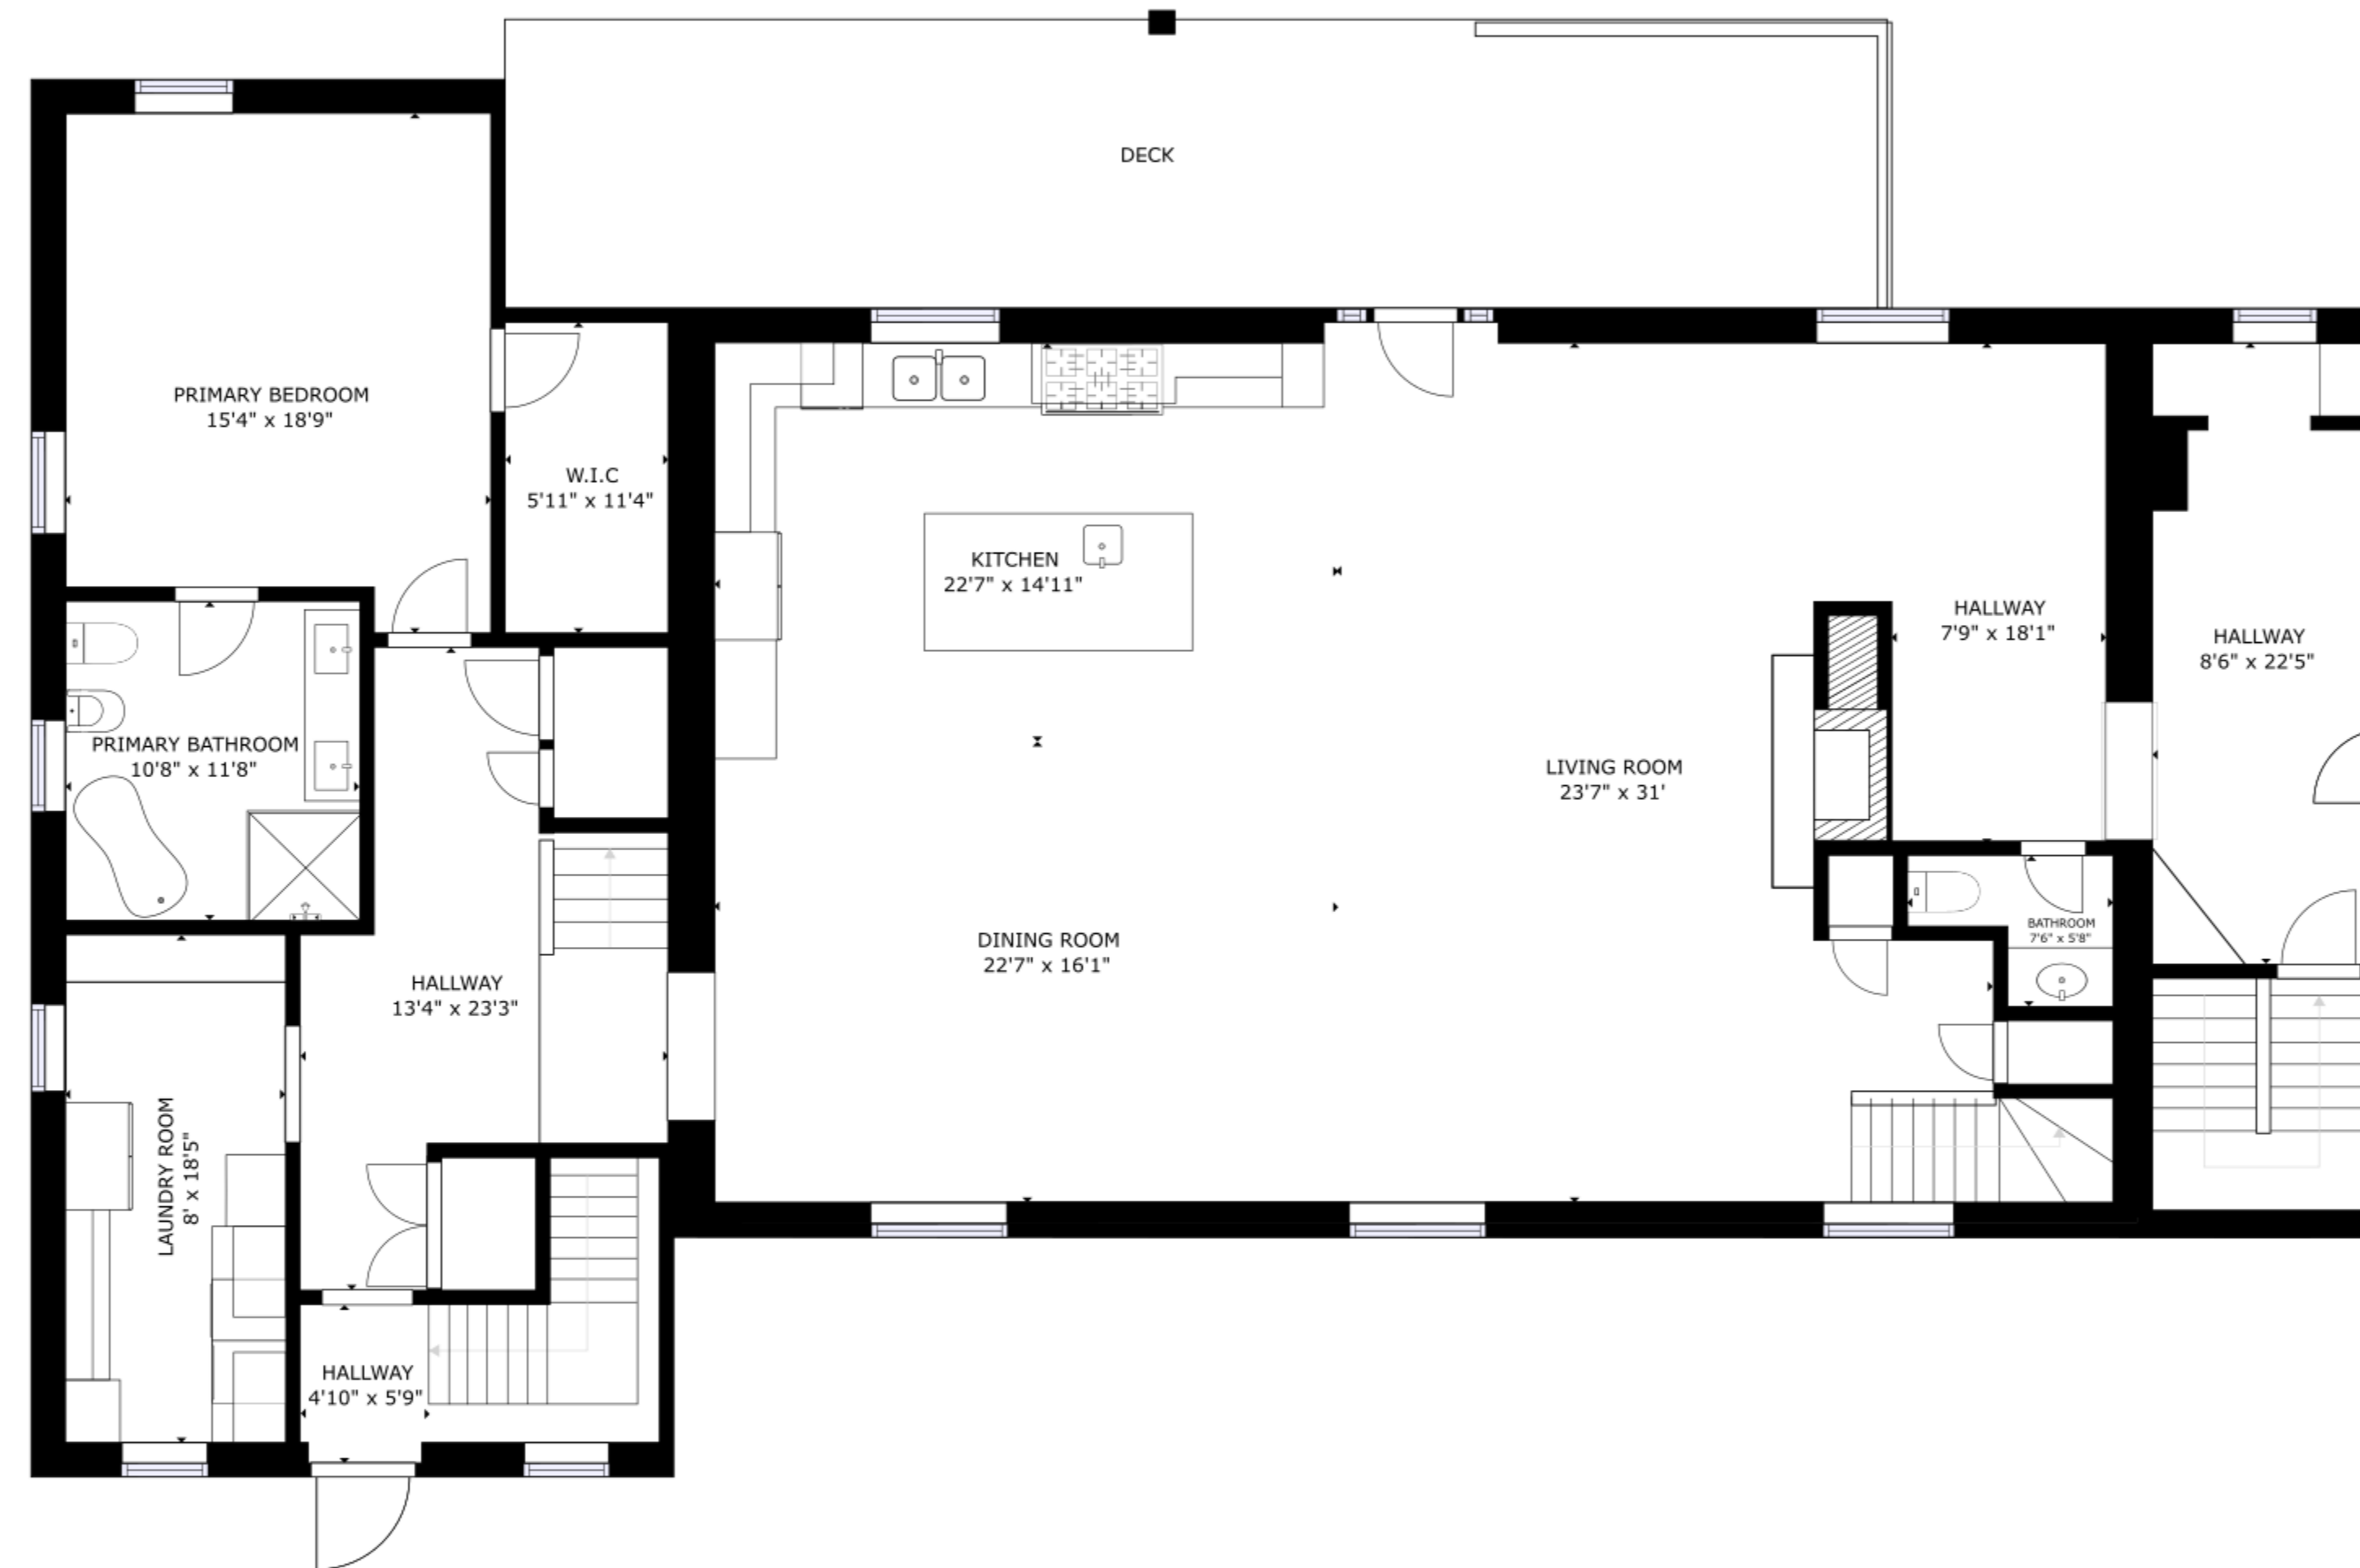 DECK
PRIMARY BEDROOM
15'4" x 18'9"
W.I.C
5'11" x 11'4"
KITCHEN
22'7" x 14'11"
HALLWAY
7'9" x 18'1"
HALLWAY
8'6" x 22'5"
PRIMARY BATHROOM
10'8" x 11'8"
LIVING ROOM
23'7" x 31'
DINING ROOM
22'7" x 16'1"
BATHROOM
7'6" x 5'8"
HALLWAY
13'4" x 23'3"
LAUNDRY ROOM
8' x 18'5"
HALLWAY
4'10" x 5'9"